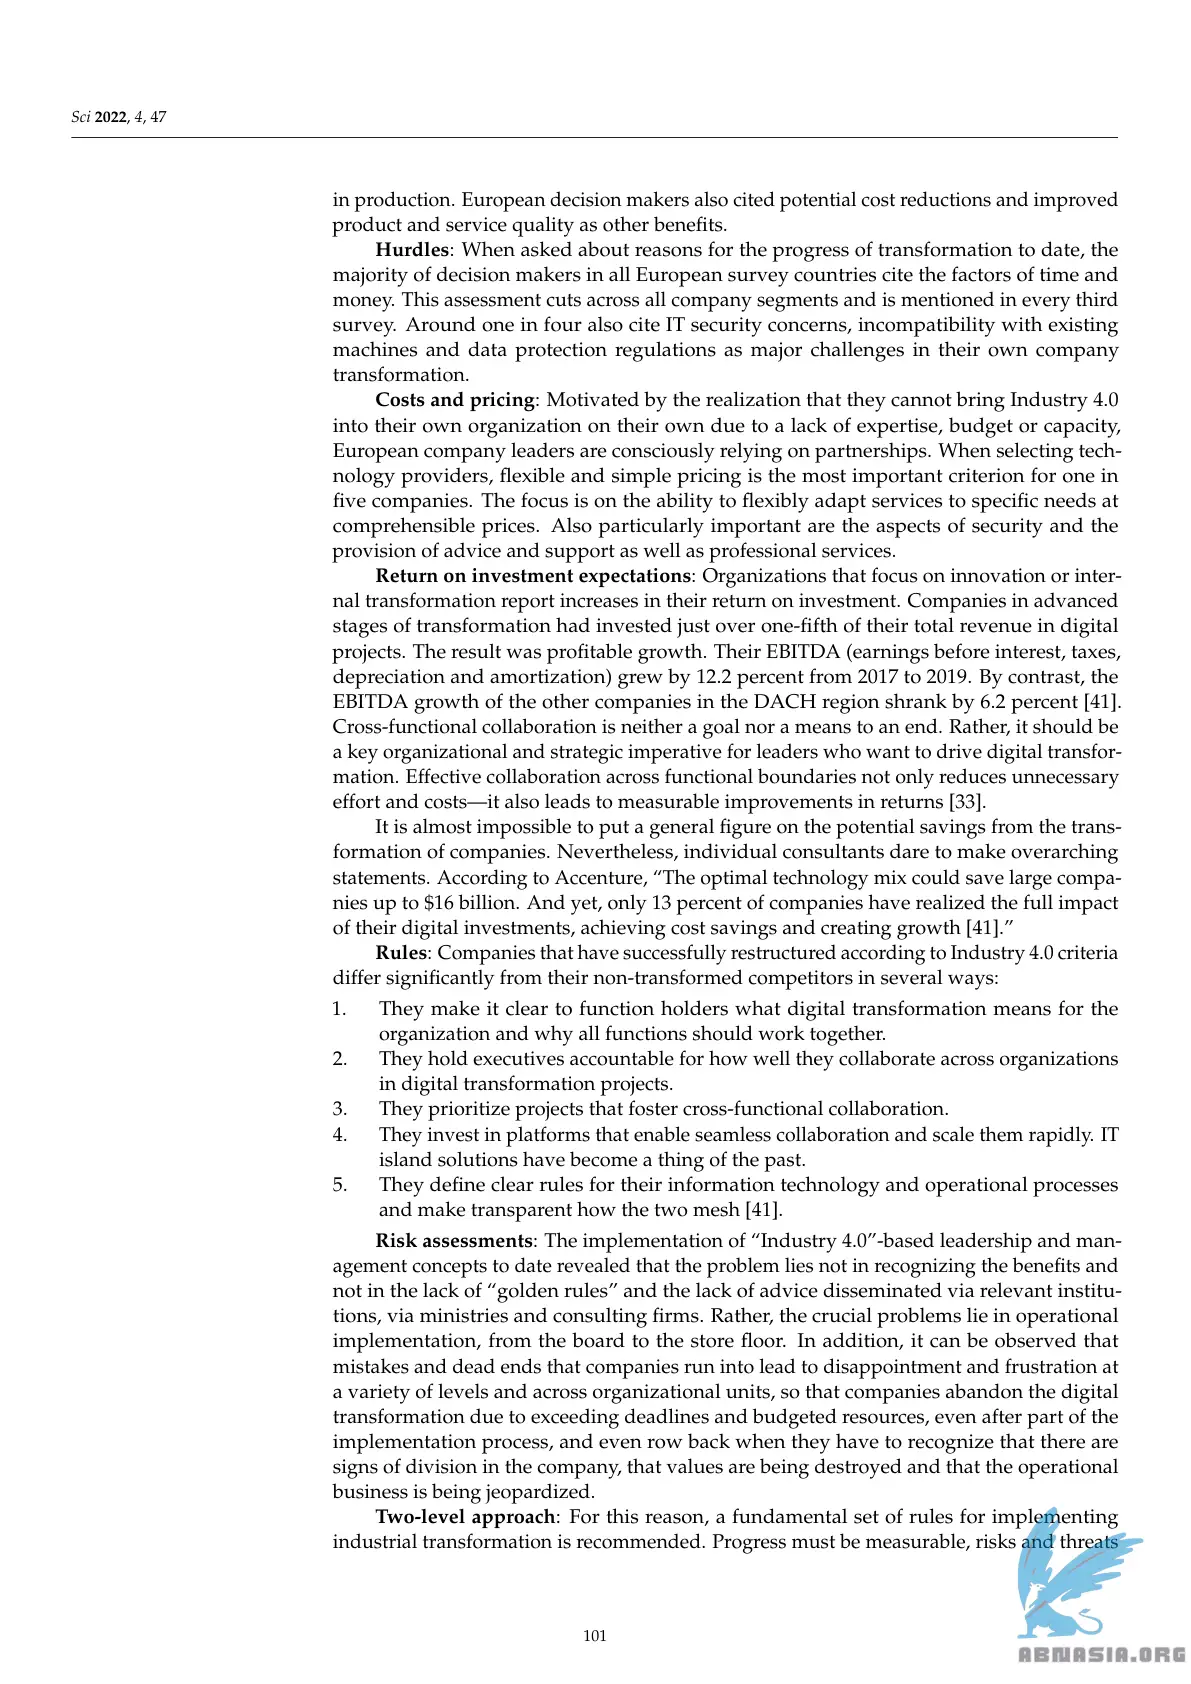 Sci 2022, 4, 47
in production. European decision makers also cited potential cost reductions and improved
product and service quality as other benefits.
Hurdles: When asked about reasons for the progress of transformation to date, the
majority of decision makers in all European survey countries cite the factors of time and
money. This assessment cuts across all company segments and is mentioned in every third
survey. Around one in four also cite IT security concerns, incompatibility with existing
machines and data protection regulations as major challenges in their own company
transformation.
Costs and pricing: Motivated by the realization that they cannot bring Industry 4.0
into their own organization on their own due to a lack of expertise, budget or capacity,
European company leaders are consciously relying on partnerships. When selecting tech-
nology providers, flexible and simple pricing is the most important criterion for one in
five companies. The focus is on the ability to flexibly adapt services to specific needs at
comprehensible prices. Also particularly important are the aspects of security and the
provision of advice and support as well as professional services.
Return on investment expectations: Organizations that focus on innovation or inter-
nal transformation report increases in their return on investment. Companies in advanced
stages of transformation had invested just over one-fifth of their total revenue in digital
projects. The result was profitable growth. Their EBITDA (earnings before interest, taxes,
depreciation and amortization) grew by 12.2 percent from 2017 to 2019. By contrast, the
EBITDA growth of the other companies in the DACH region shrank by 6.2 percent [41].
Cross-functional collaboration is neither a goal nor a means to an end. Rather, it should be
a key organizational and strategic imperative for leaders who want to drive digital transfor-
mation. Effective collaboration across functional boundaries not only reduces unnecessary
effort and costs—it also leads to measurable improvements in returns [33].
It is almost impossible to put a general figure on the potential savings from the trans-
formation of companies. Nevertheless, individual consultants dare to make overarching
statements. According to Accenture, “The optimal technology mix could save large compa-
nies up to $16 billion. And yet, only 13 percent of companies have realized the full impact
of their digital investments, achieving cost savings and creating growth [41].”
Rules: Companies that have successfully restructured according to Industry 4.0 criteria
differ significantly from their non-transformed competitors in several ways:
1. They make it clear to function holders what digital transformation means for the
organization and why all functions should work together.
2. They hold executives accountable for how well they collaborate across organizations
in digital transformation projects.
3. They prioritize projects that foster cross-functional collaboration.
4. They invest in platforms that enable seamless collaboration and scale them rapidly. IT
island solutions have become a thing of the past.
5. They define clear rules for their information technology and operational processes
and make transparent how the two mesh [41].
Risk assessments: The implementation of “Industry 4.0”-based leadership and man-
agement concepts to date revealed that the problem lies not in recognizing the benefits and
not in the lack of “golden rules” and the lack of advice disseminated via relevant institu-
tions, via ministries and consulting firms. Rather, the crucial problems lie in operational
implementation, from the board to the store floor. In addition, it can be observed that
mistakes and dead ends that companies run into lead to disappointment and frustration at
a variety of levels and across organizational units, so that companies abandon the digital
transformation due to exceeding deadlines and budgeted resources, even after part of the
implementation process, and even row back when they have to recognize that there are
signs of division in the company, that values are being destroyed and that the operational
business is being jeopardized.
Two-level approach: For this reason, a fundamental set of rules for implementing
industrial transformation is recommended. Progress must be measurable, risks and threats
101
ABNASIA.ORG